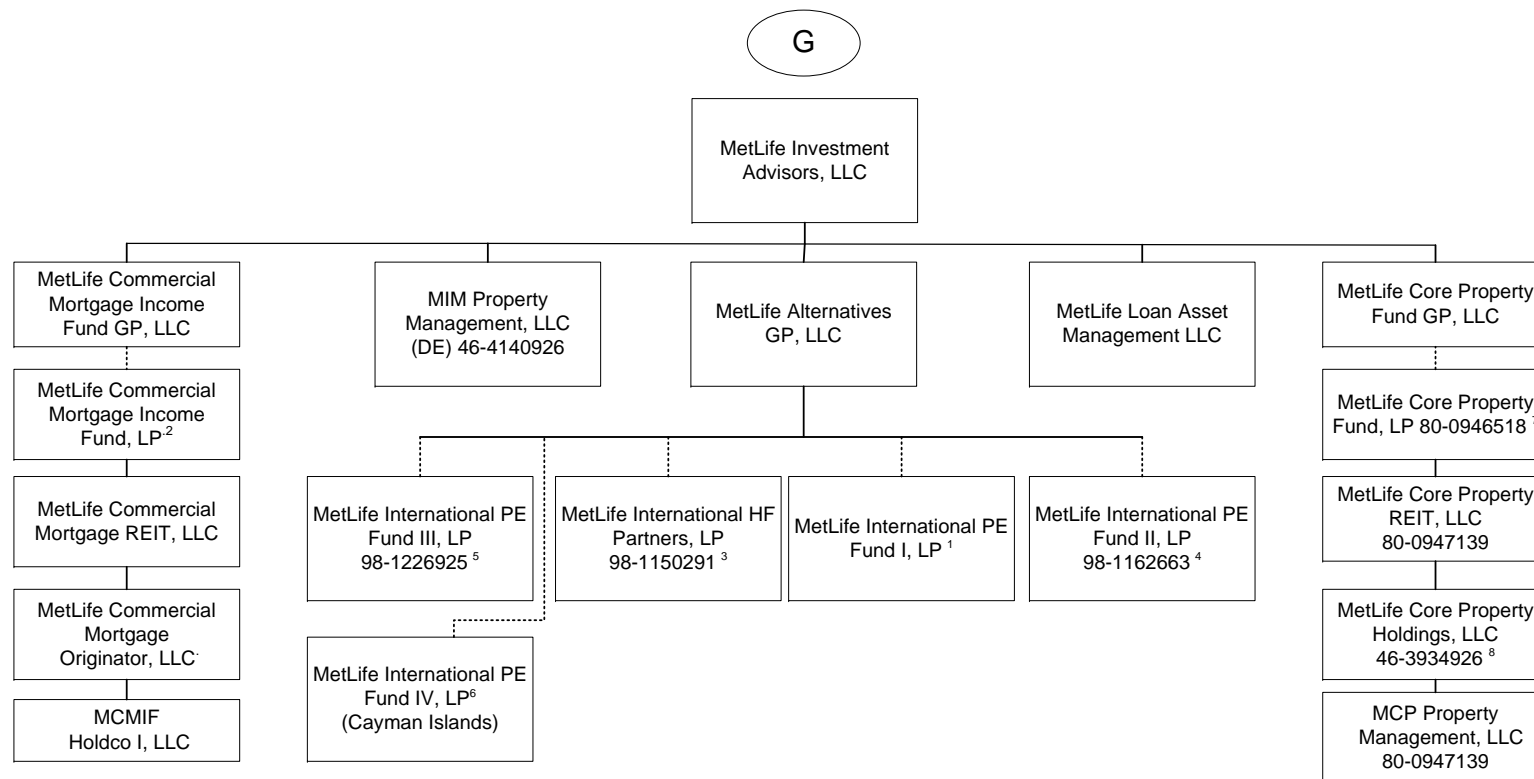 G
MetLife Investment
Advisors, LLC
MetLife Commercial
Mortgage Income
Fund GP, LLC
MIM Property
Management, LLC
(DE) 46-4140926
MetLife Alternatives
GP, LLC
MetLife Loan Asset
Management LLC
MetLife Core Property
Fund GP, LLC
MetLife Commercial
Mortgage Income
Fund, LP.2
MetLife Core Property
Fund, LP 80-0946518
MetLife Commercial
Mortgage REIT, LLC
MetLife International PE
Fund III, LP
98-1226925 5
MetLife International HF
Partners, LP
98-1150291 3
MetLife International PE
Fund I, LP 1
MetLife International PE
Fund II, LP
98-1162663 4
MetLife Core Property
REIT, LLC
80-0947139
MetLife Commercial
Mortgage
Originator, LLC.
MetLife Core Property
Holdings, LLC
46-3934926 8
MetLife International PE
Fund IV, LP6
(Cayman Islands)
MCMIF
Holdco I, LLC
MCP Property
Management, LLC
80-0947139